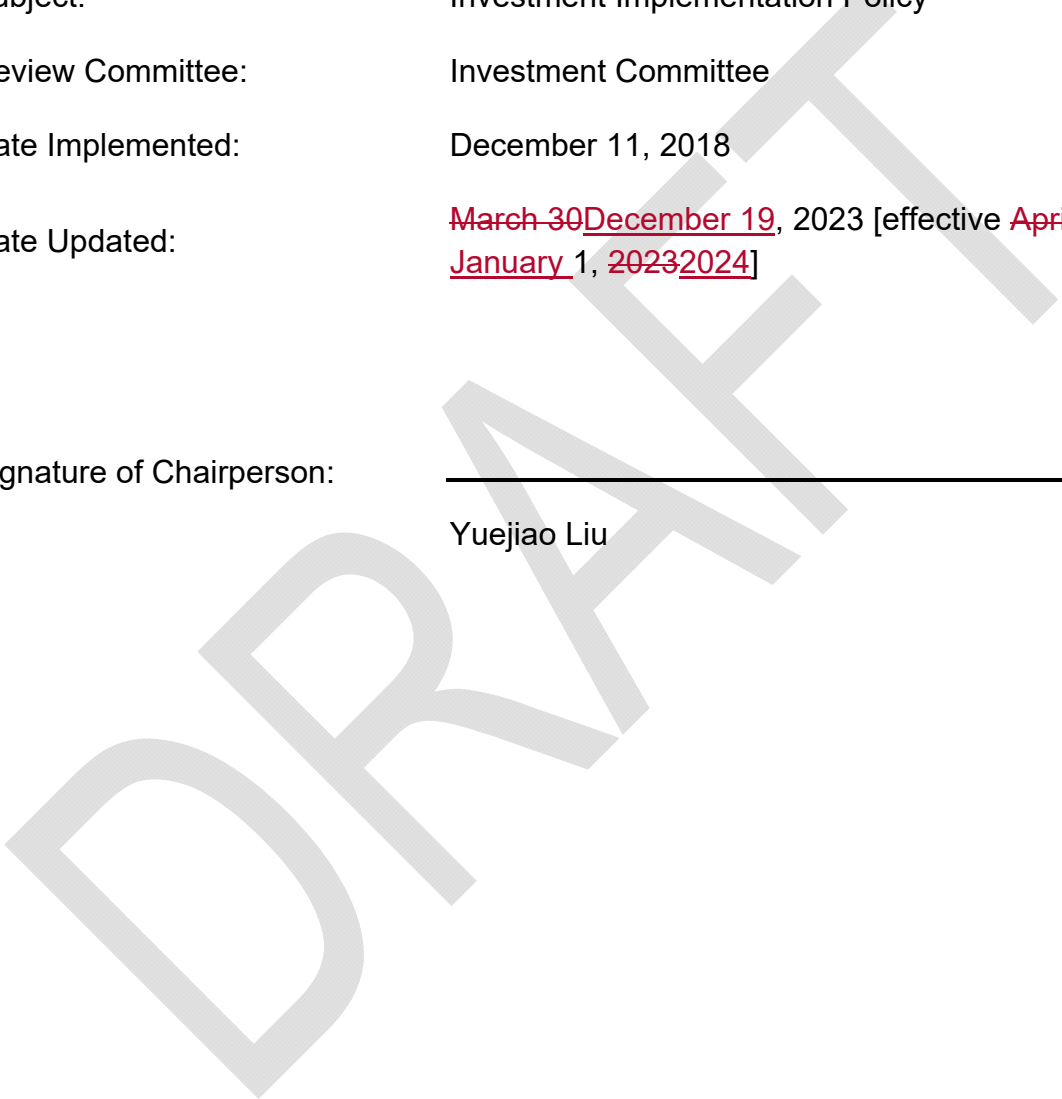 ubject: Investment Implementation Policy
eview Committee: Investment Committee
ate Implemented: December 11, 2018
ate Updated: March 30December 19, 2023 [effective Apri
January 1, 20232024]
gnature of Chairperson:
Yuejiao Liu
DRAFT